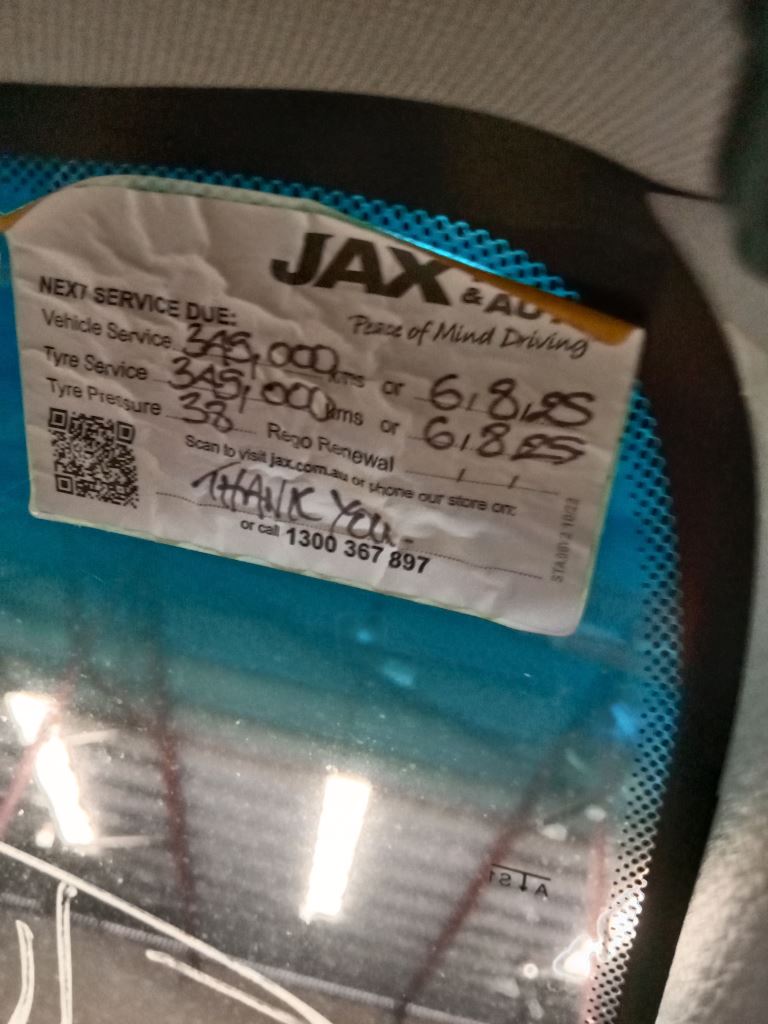 JAX
& AU
Peace of Mind Driving
NEXT SERVICE DUE:
Vehicle Service 345,000 kms or 6/8/25
Tyre Service 345,000 kms or 6/8/25
Tyre Pressure 38 Rego Renewal / /
Scan to visit jax.com.au or phone our store on:
THANK YOU-
or call 1300 367 897